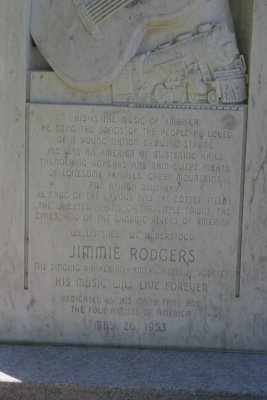 HIS IS THE MUSIC OF AMERICA
HE SANG THE SONGS OF THE PEOPLE HE LOVED,
OF A YOUNG NATION GROWING STRONG
HIS WAS AN AMERICA OF GLISTENING RAILS,
THUNDERING BOXCARS AND RAIN-SWEPT NIGHTS
OF LONESOME PRAIRIES, GREAT MOUNTAINS
AND A HIGH BLUE SKY
HE SANG OF THE BAYOUS AND THE COTTON FIELDS
THE WHEATED PLAINS, OF THE LITTLE TOWNS, THE
CITIES, AND OF THE WINDING RIVERS OF AMERICA
WE LISTENED. WE UNDERSTOOD.
JIMMIE RODGERS
THE SINGING BRAKEMAN - AMERICA'S BLUE YODELER
HIS MUSIC WILL LIVE FOREVER
DEDICATED BY HIS MANY FANS AND
THE FOLK ARTISTS OF AMERICA
MAY 26, 1953